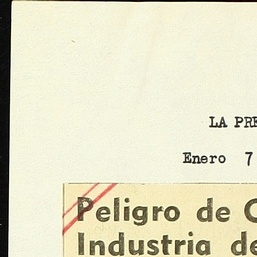 LA PRE
Enero 7
Peligro de C
Industria de